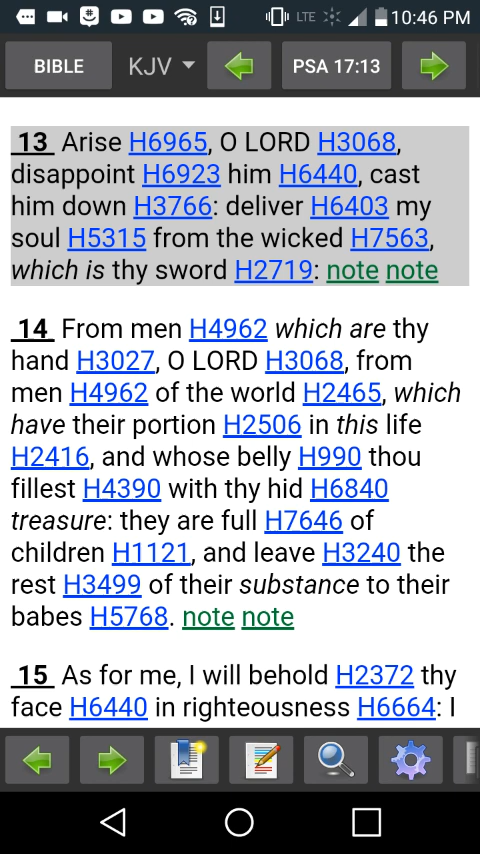 LTE 10:46 PM
BIBLE KJV PSA 17:13
13 Arise H6965, O LORD H3068,
disappoint H6923 him H6440, cast
him down H3766: deliver H6403 my
soul H5315 from the wicked H7563,
which is thy sword H2719: note note
14 From men H4962 which are thy
hand H3027, O LORD H3068, from
men H4962 of the world H2465, which
have their portion H2506 in this life
H2416, and whose belly H990 thou
fillest H4390 with thy hid H6840
treasure: they are full H7646 of
children H1121, and leave H3240 the
rest H3499 of their substance to their
babes H5768. note note
15 As for me, I will behold H2372 thy
face H6440 in righteousness H6664: I